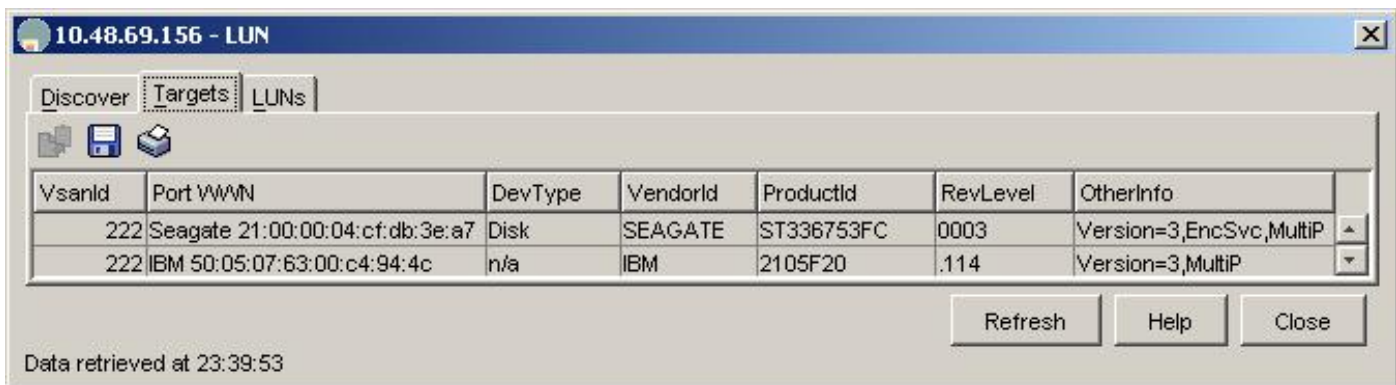 10.48.69.156 - LUN
Discover Targets LUNs
VsanId Port WWN DevType VendorId ProductId RevLevel OtherInfo
222 Seagate 21:00:00:04:cf:db:3e:a7 Disk SEAGATE ST336753FC 0003 Version=3,EncSvc,MultiP
222 IBM 50:05:07:63:00:c4:94:4c n/a IBM 2105F20 .114 Version=3,MultiP
Refresh Help Close
Data retrieved at 23:39:53